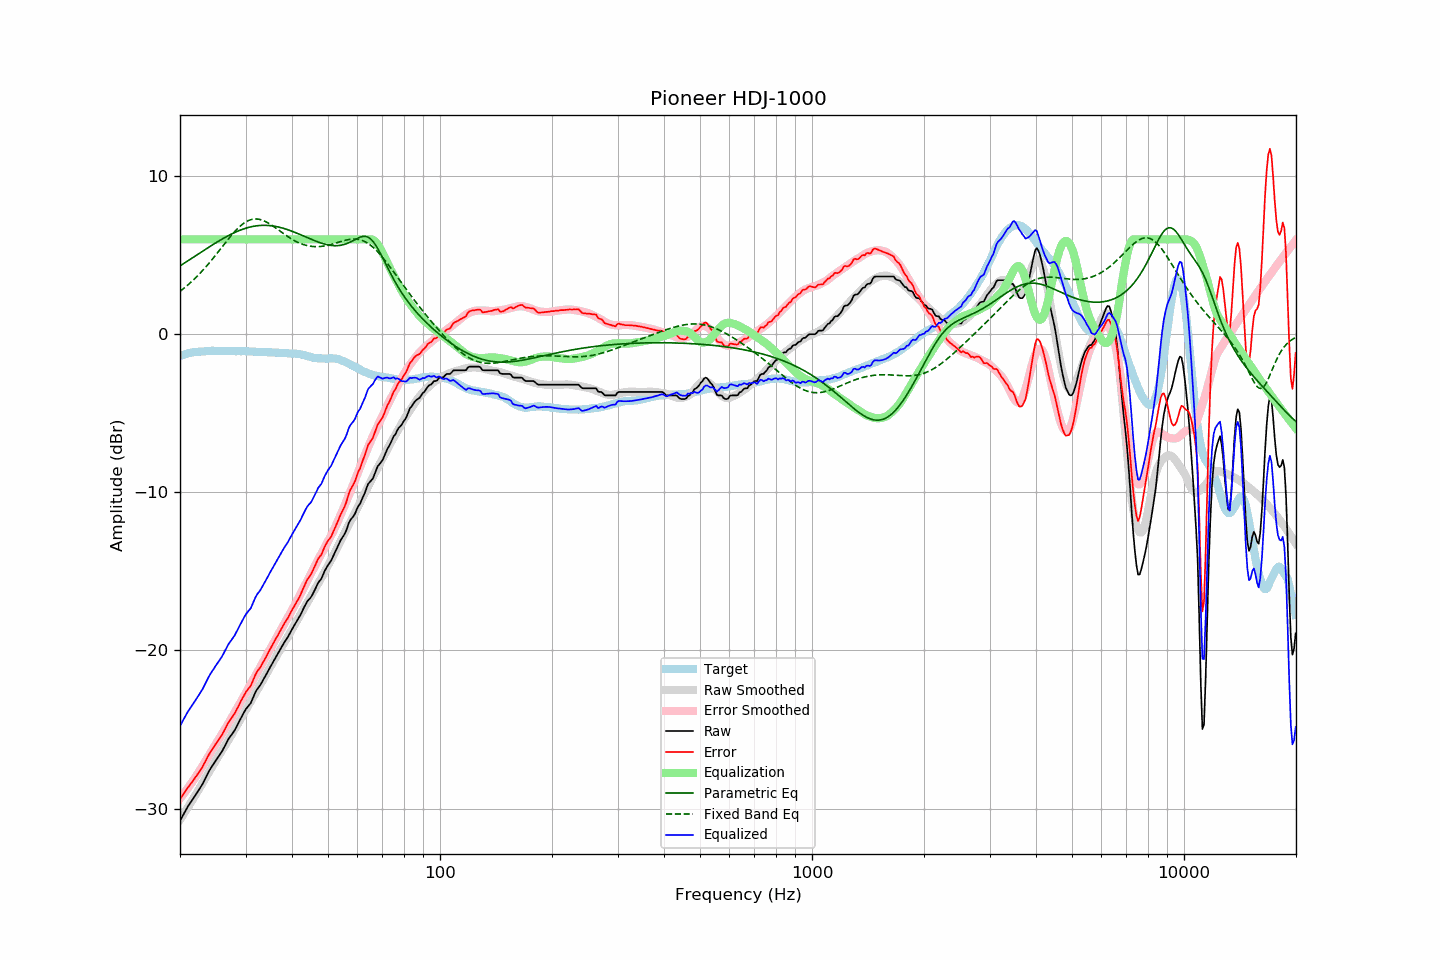 Pioneer HDJ-1000
Amplitude (dBr)
10
0
−10
−20
−30
100
1000
10000
Frequency (Hz)
Target
Raw Smoothed
Error Smoothed
Raw
Error
Equalization
Parametric Eq
Fixed Band Eq
Equalized